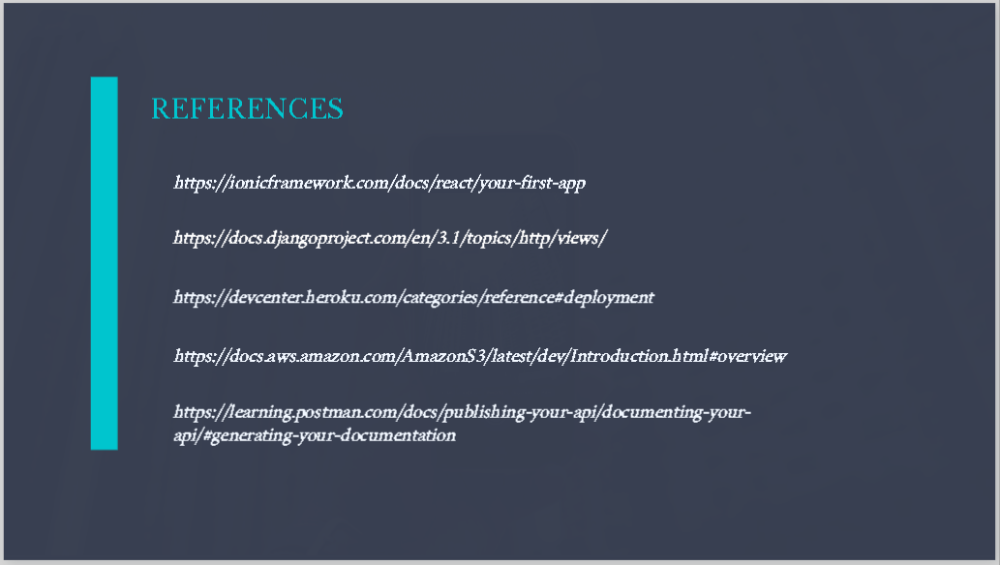 REFERENCES
https://ionicframework.com/docs/react/your-first-app
https://docs.djangoproject.com/en/3.1/topics/http/views/
https://devcenter.heroku.com/categories/reference#deployment
https://docs.aws.amazon.com/AmazonS3/latest/dev/Introduction.html#overview
https://learning.postman.com/docs/publishing-your-api/documenting-your-
api/#generating-your-documentation